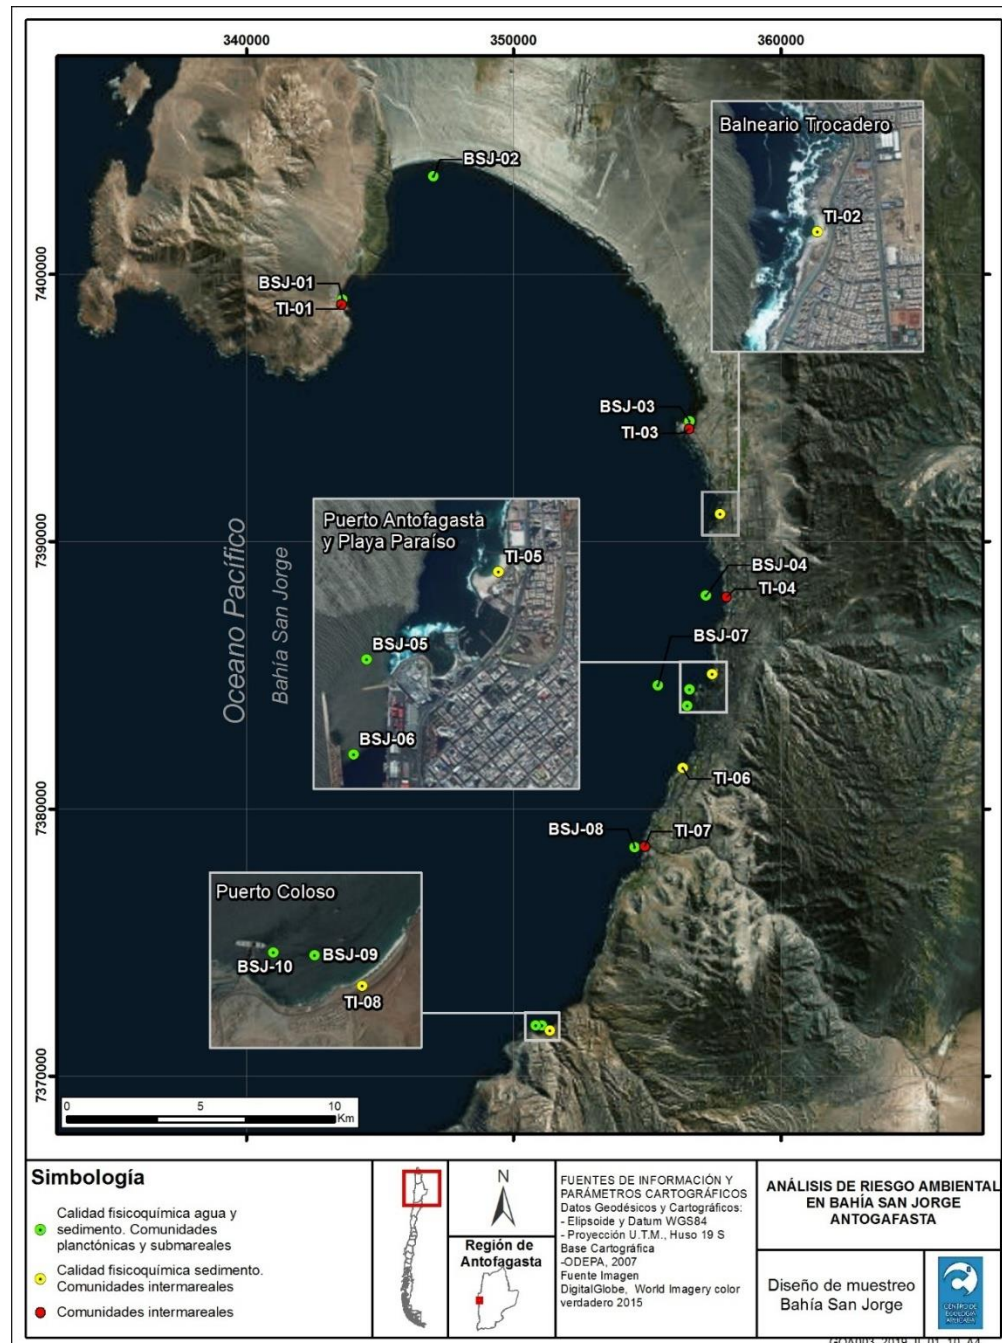 340000
350000
360000
Balneario Trocadero
TI-02
BSJ-02
7400000
BSJ-01
TI-01
BSJ-03
TI-03
Puerto Antofagasta
y Playa Paraíso
TI-05
BSJ-05
BSJ-06
Oceano Pacífico
Bahía San Jorge
7390000
BSJ-04
TI-04
BSJ-07
TI-06
7380000
BSJ-08
TI-07
Puerto Coloso
BSJ-10
BSJ-09
TI-08
7370000
0 5 10
Km
Simbología
Calidad fisicoquímica agua y
sedimento. Comunidades
planctónicas y submareales
Calidad fisicoquímica sedimento.
Comunidades intermareales
Comunidades intermareales
N
Región de
Antofagasta
FUENTES DE INFORMACIÓN Y
PARÁMETROS CARTOGRÁFICOS
Datos Geodésicos y Cartográficos:
- Elipsoide y Datum WGS84
- Proyección U.T.M., Huso 19 S
Base Cartográfica
-ODEPA, 2007
Fuente Imagen
DigitalGlobe, World Imagery color
verdadero 2015
ANÁLISIS DE RIESGO AMBIENTAL
EN BAHÍA SAN JORGE
ANTOGAFASTA
Diseño de muestreo
Bahía San Jorge
CENTRO DE
ECOLOGÍA
APLICADA